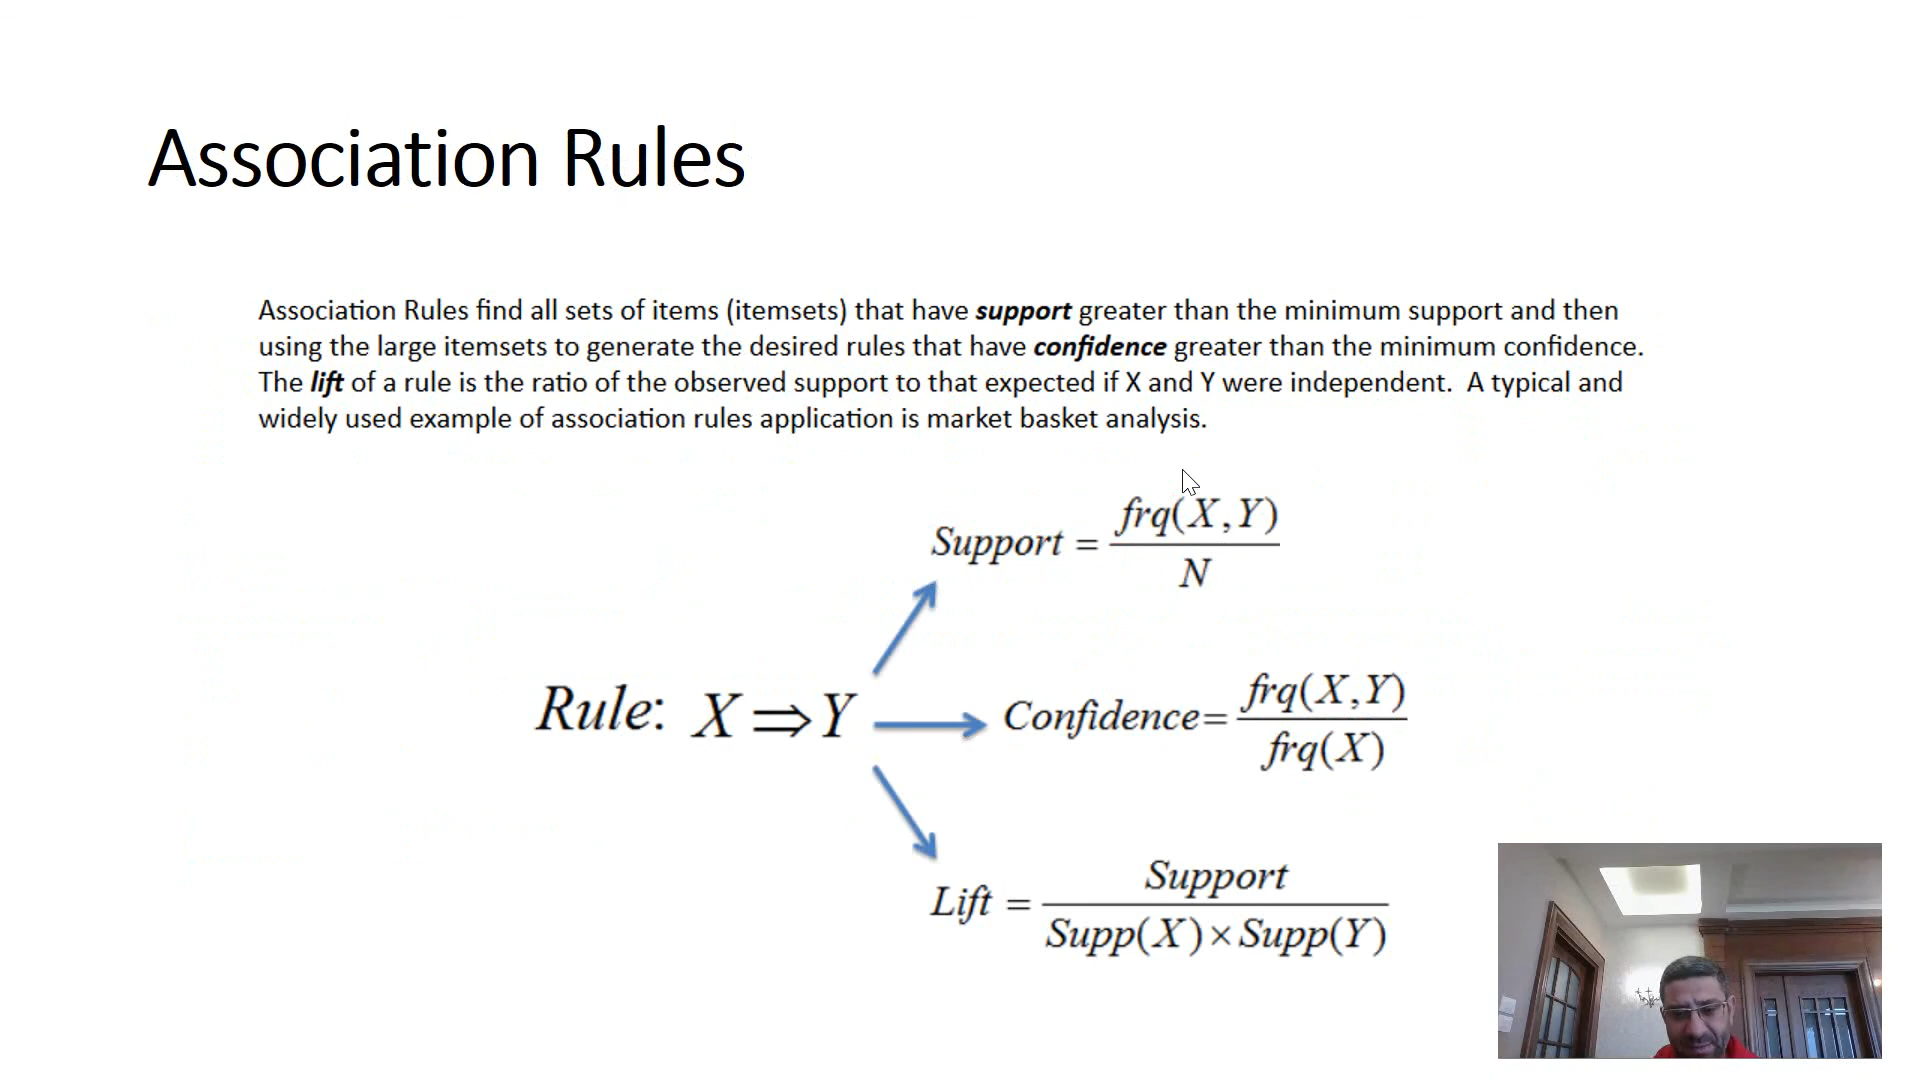 Association Rules
Association Rules find all sets of items (itemsets) that have support greater than the minimum support and then
using the large itemsets to generate the desired rules that have confidence greater than the minimum confidence.
The lift of a rule is the ratio of the observed support to that expected if X and Y were independent. A typical and
widely used example of association rules application is market basket analysis.
Support = frq(X,Y) / N
Rule: X ⇒ Y
Confidence = frq(X,Y) / frq(X)
Lift = Support / Supp(X) × Supp(Y)